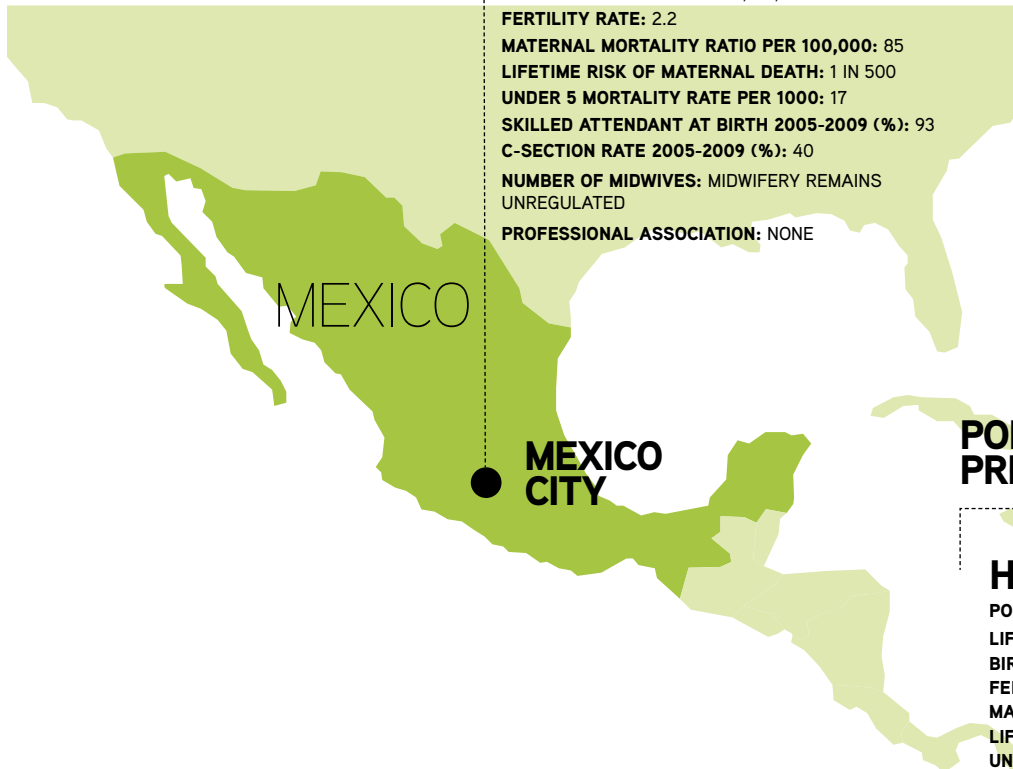 FERTILITY RATE: 2.2
MATERNAL MORTALITY RATIO PER 100,000: 85
LIFETIME RISK OF MATERNAL DEATH: 1 IN 500
UNDER 5 MORTALITY RATE PER 1000: 17
SKILLED ATTENDANT AT BIRTH 2005-2009 (%): 93
C-SECTION RATE 2005-2009 (%): 40
NUMBER OF MIDWIVES: MIDWIFERY REMAINS
UNREGULATED
PROFESSIONAL ASSOCIATION: NONE
MEXICO
MEXICO
CITY